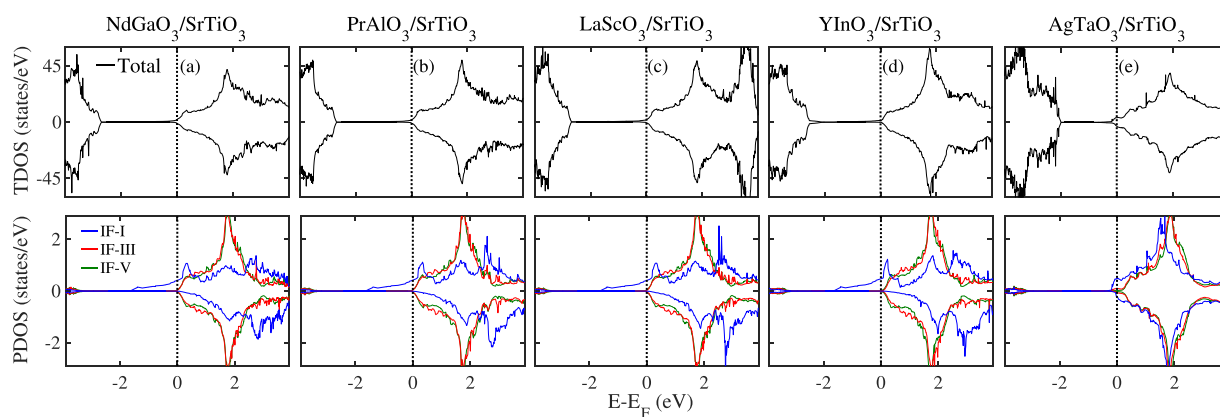 NdGaO3/SrTiO3 PrAlO3/SrTiO3 LaScO3/SrTiO3 YInO3/SrTiO3 AgTaO3/SrTiO3
TDOS (states/eV)
45
0
-45
Total (a) (b) (c) (d) (e)
PDOS (states/eV)
2
0
-2
IF-I
IF-III
IF-V
-2 0 2 -2 0 2 -2 0 2 -2 0 2 -2 0 2
E-EF (eV)